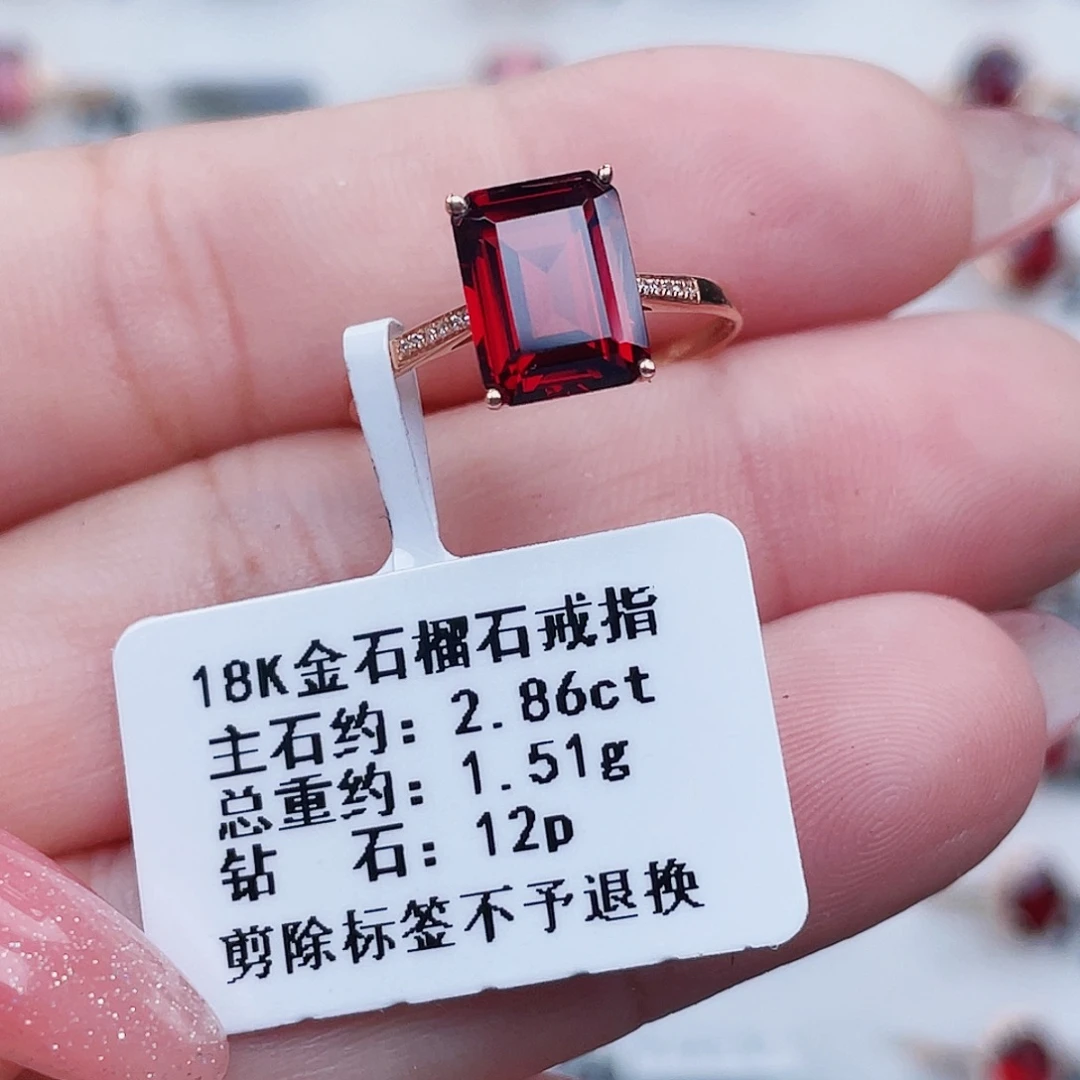 18K金石榴石戒指
主石约：2.86ct
总重约：1.51g
钻　石：12p
剪除标签不予退换